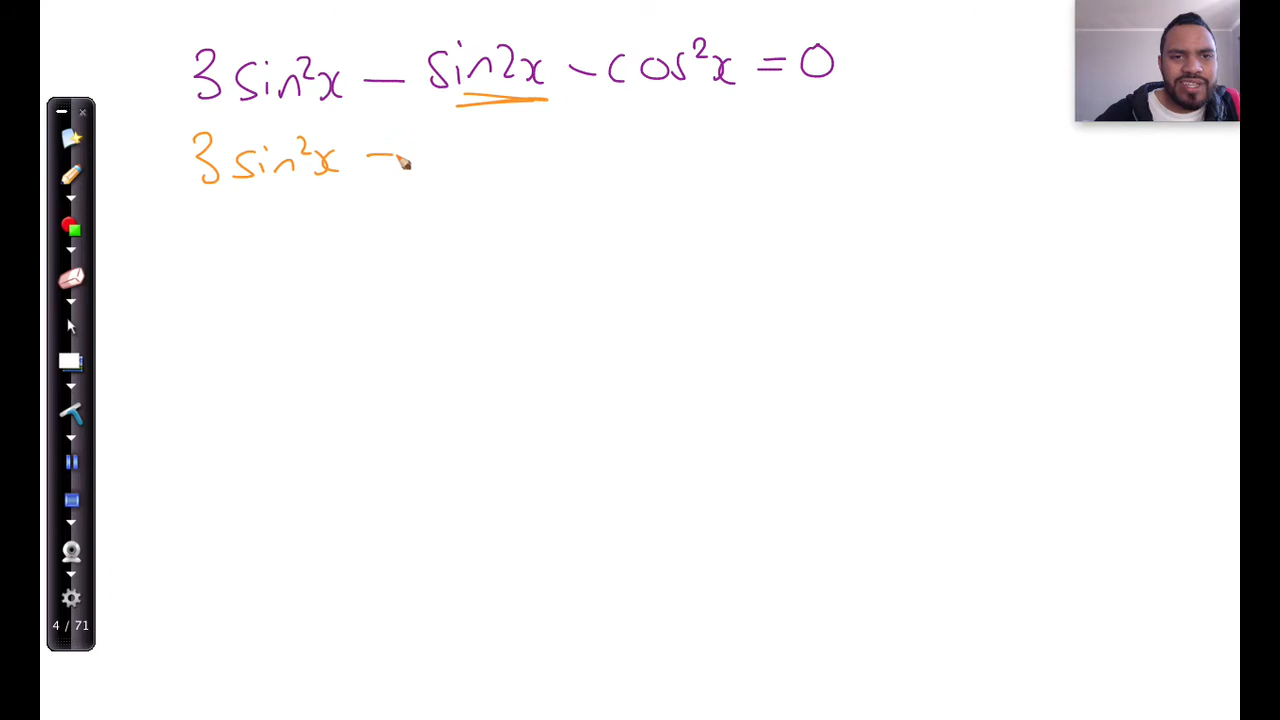 3 sin²x – sin2x – cos²x = 0
3 sin²x –
4 / 71